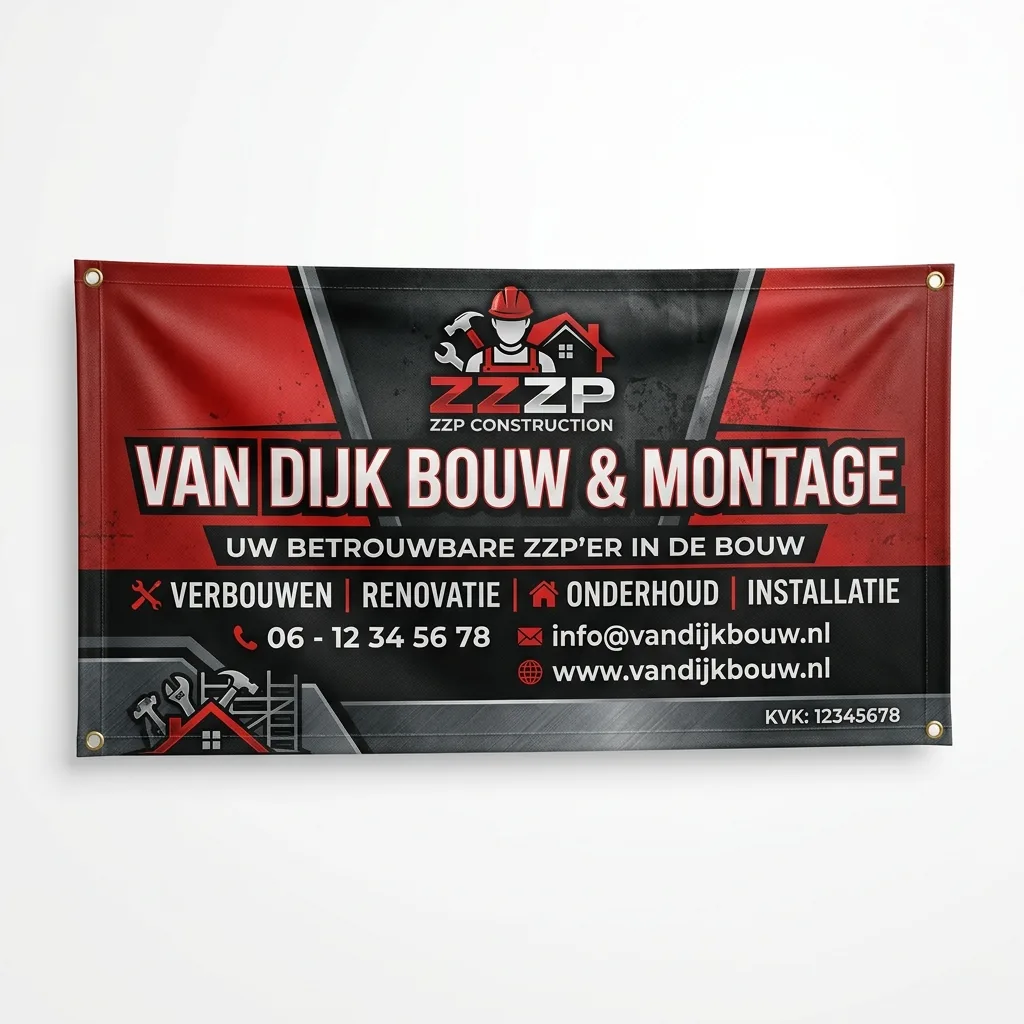 ZZZP
ZZP CONSTRUCTION
VAN DIJK BOUW & MONTAGE
UW BETROUWBARE ZZP'ER IN DE BOUW
VERBOUWEN | RENOVATIE | ONDERHOUD | INSTALLATIE
06 - 12 34 56 78
info@vandijkbouw.nl
www.vandijkbouw.nl
KVK: 12345678